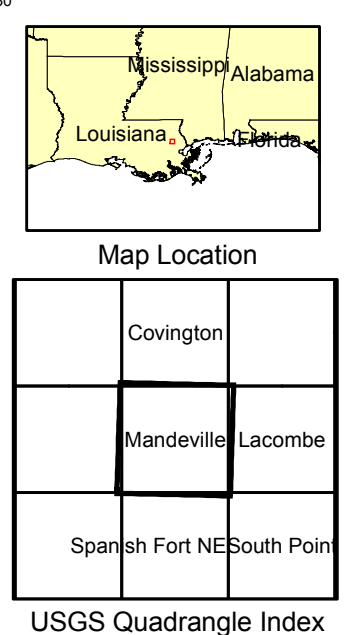 Mississippi
Alabama
Louisiana
Florida
Map Location
Covington
Mandeville
Lacombe
Spanish Fort NE
South Point
USGS Quadrangle Index